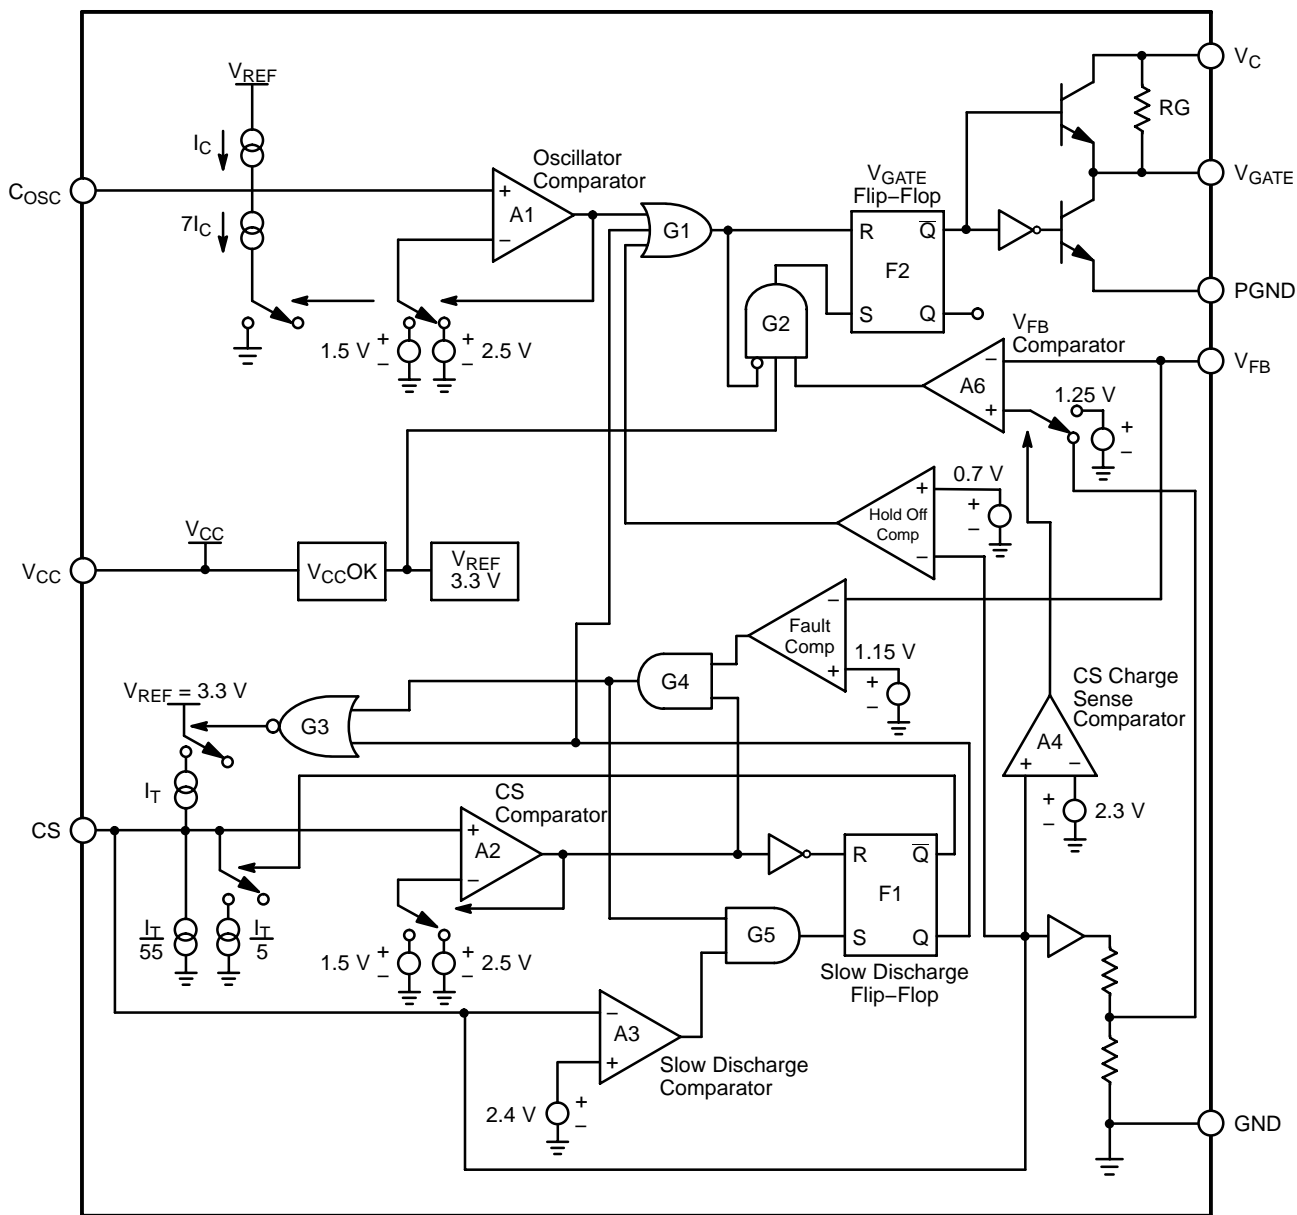 V_C
V_REF
RG
I_C
Oscillator
Comparator
V_GATE
Flip−Flop
V_GATE
C_OSC
+
A1
−
7I_C
G1
R
Q̅
F2
S
Q
PGND
G2
V_FB
Comparator
V_FB
1.5 V
+
−
+
−
2.5 V
−
A6
+
1.25 V
+
−
0.7 V
+
Hold Off
Comp
−
+
−
V_CC
V_CC
V_CCOK
V_REF
3.3 V
−
Fault
Comp
+
1.15 V
+
−
G4
V_REF = 3.3 V
G3
CS Charge
Sense
Comparator
A4
+
−
I_T
CS
Comparator
+
−
2.3 V
CS
+
A2
−
R
Q̅
F1
S
Q
I_T
55
I_T
5
1.5 V
+
−
+
−
2.5 V
G5
Slow Discharge
Flip−Flop
−
A3
+
Slow Discharge
Comparator
2.4 V
+
−
GND